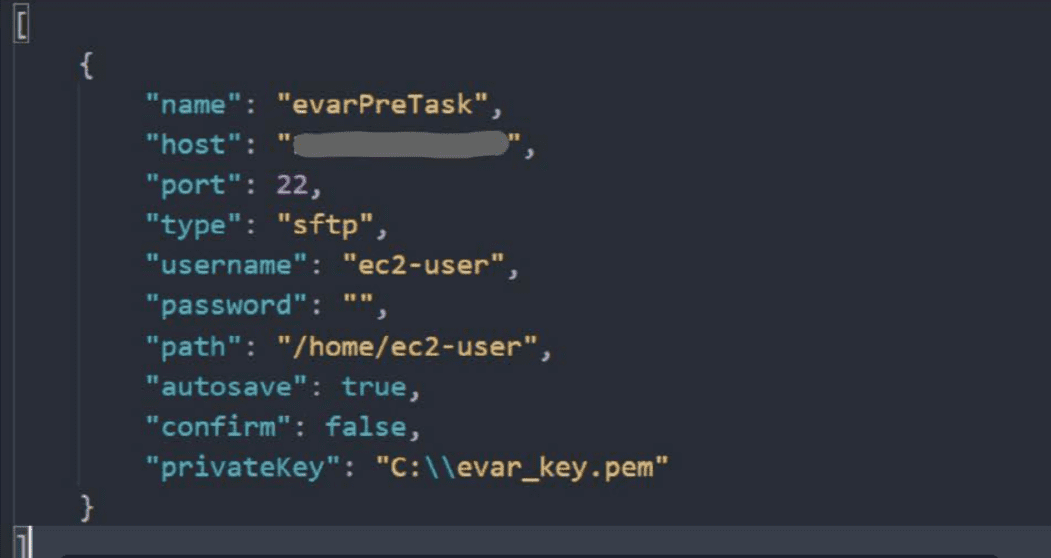 [
{
"name": "evarPreTask",
"host": "",
"port": 22,
"type": "sftp",
"username": "ec2-user",
"password": "",
"path": "/home/ec2-user",
"autosave": true,
"confirm": false,
"privateKey": "C:\\evar_key.pem"
}
]